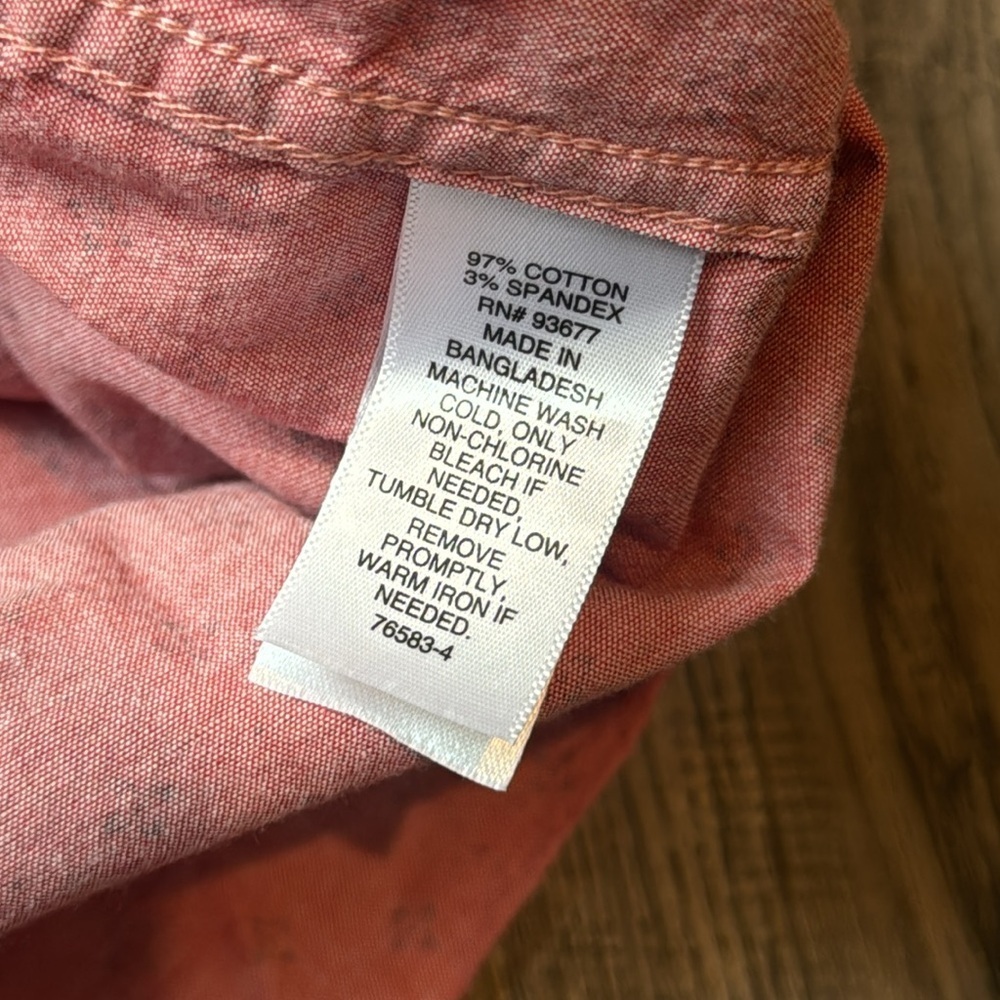 97% COTTON
3% SPANDEX
RN# 93677
MADE IN
BANGLADESH
MACHINE WASH
COLD, ONLY
NON-CHLORINE
BLEACH IF
NEEDED,
TUMBLE DRY LOW,
REMOVE
PROMPTLY,
WARM IRON IF
NEEDED.
76583-4